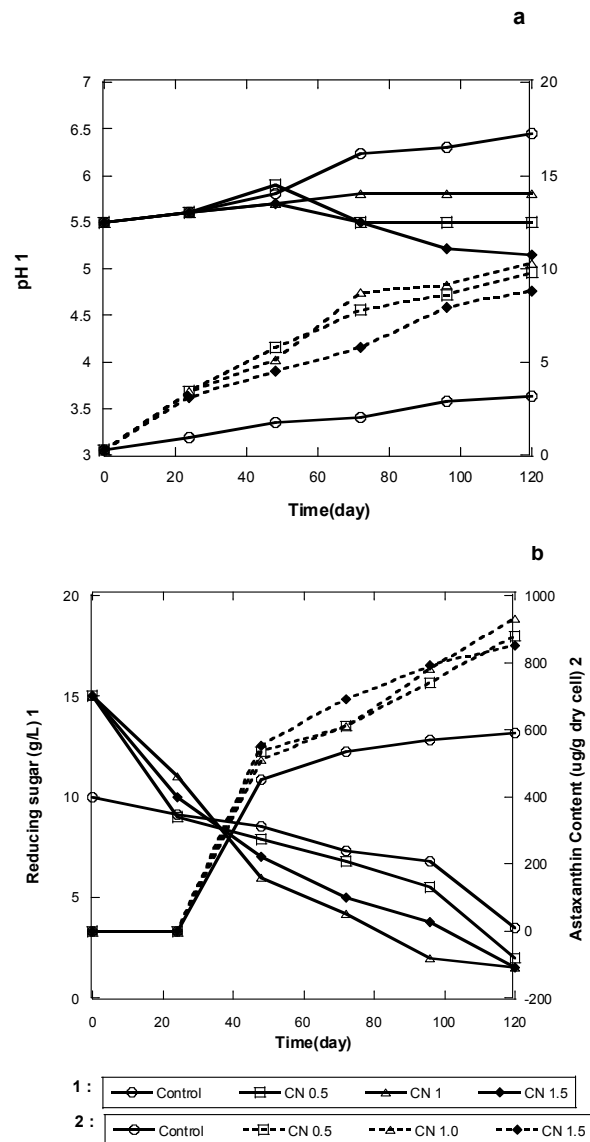 a
7
6.5
6
5.5
5
4.5
4
3.5
3
20
15
10
5
0
pH 1
0 20 40 60 80 100 120
Time(day)
b
20
15
10
5
0
1000
800
600
400
200
0
-200
Reducing sugar (g/L) 1
Astaxanthin Content (ug/g dry cell) 2
0 20 40 60 80 100 120
Time(day)
1 : Control CN 0.5 CN 1 CN 1.5
2 : Control CN 0.5 CN 1.0 CN 1.5